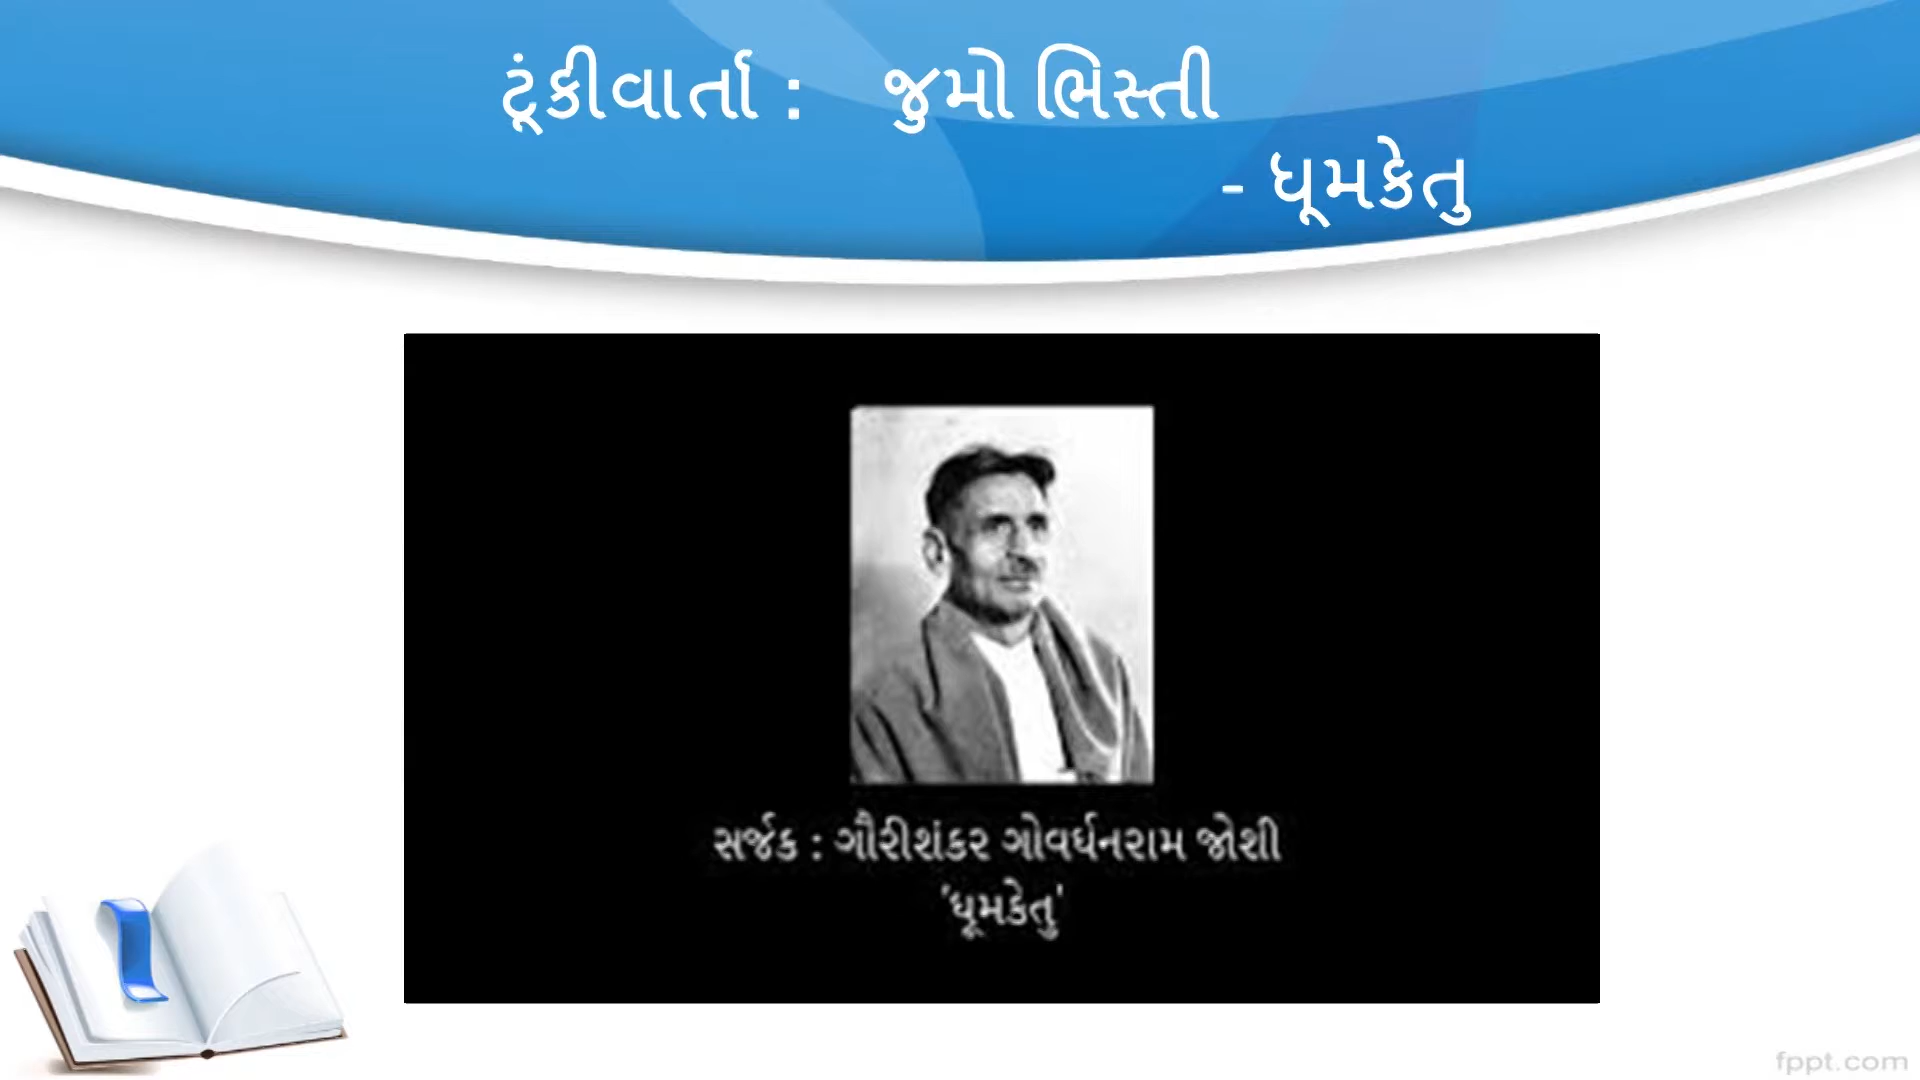 ટૂંકીવાર્તા : જુમો ભિસ્તી
- ધૂમકેતુ
સર્જક : ગૌરીશંકર ગોવર્ધનરામ જોશી
'ધૂમકેતુ'
fppt.com